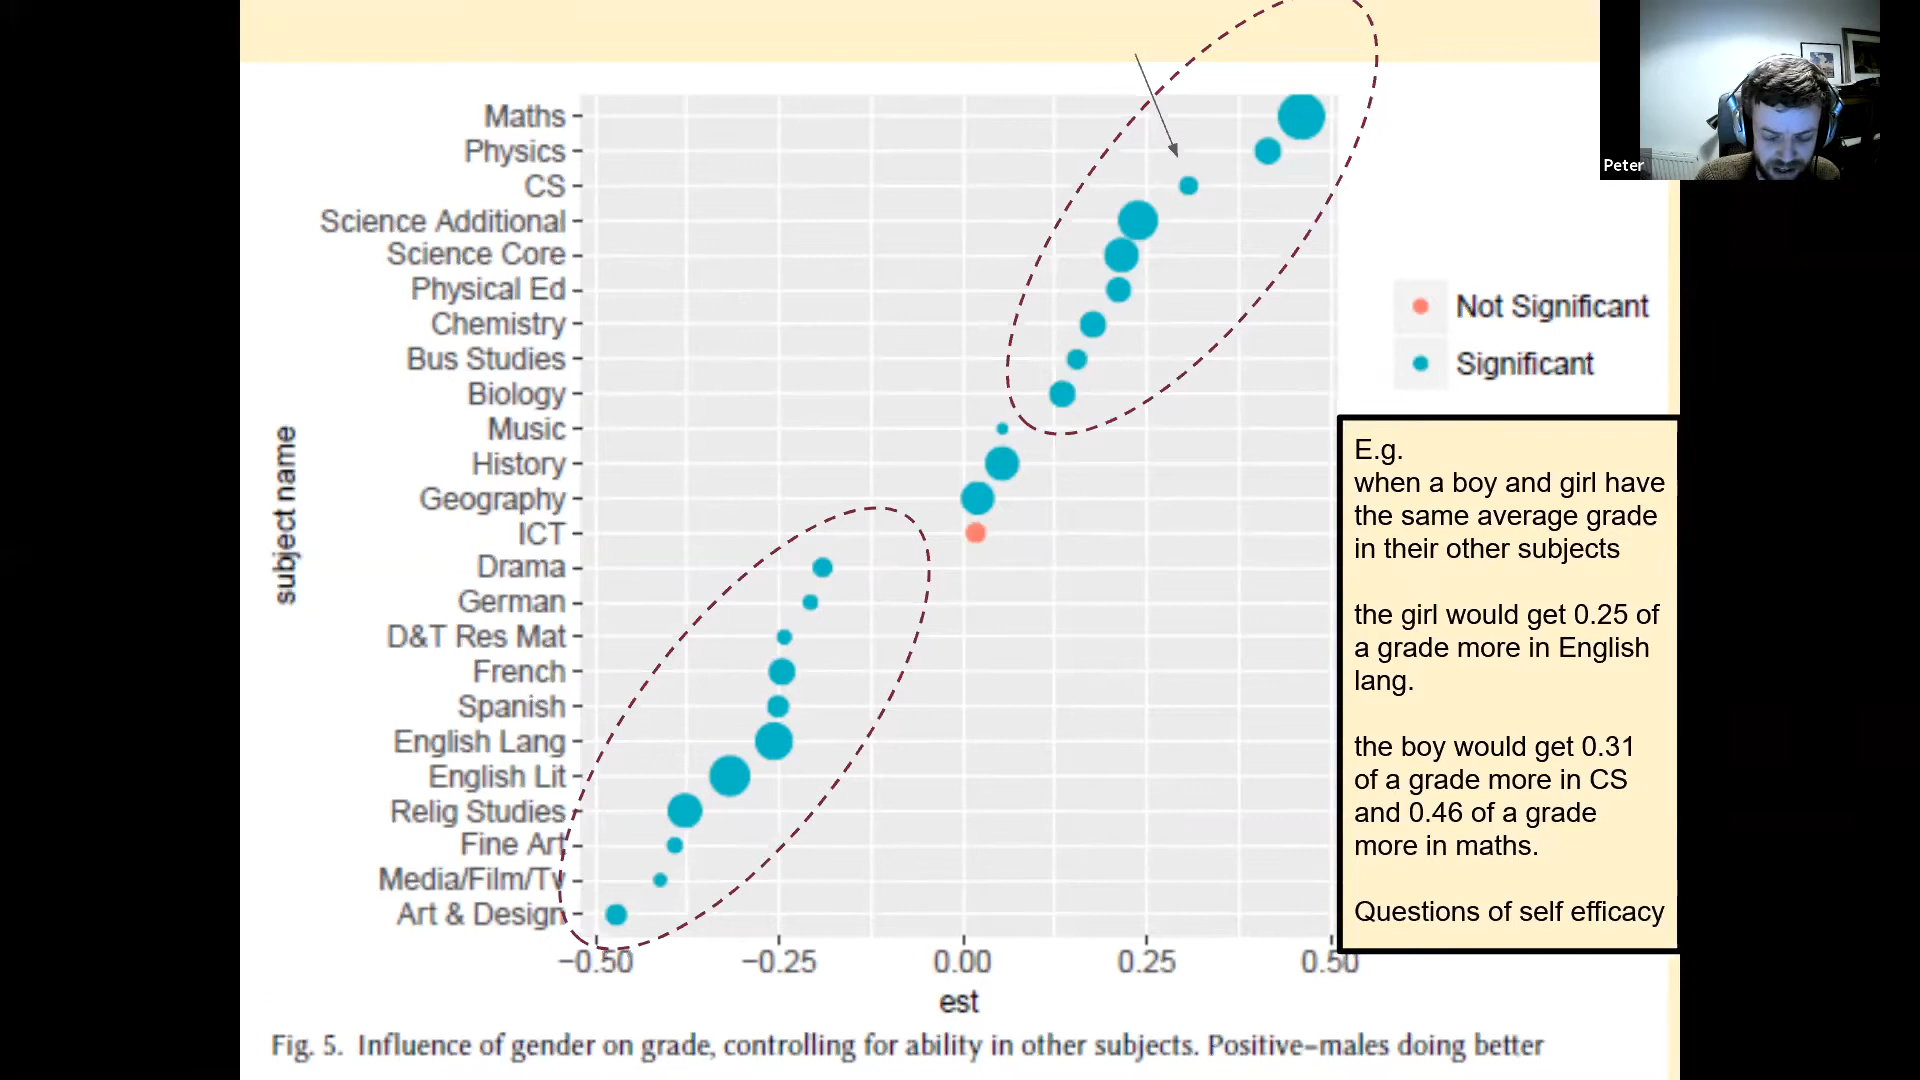 Peter
Maths
Physics
CS
Science Additional
Science Core
Physical Ed
Chemistry
Bus Studies
Biology
Music
History
Geography
ICT
Drama
German
D&T Res Mat
French
Spanish
English Lang
English Lit
Relig Studies
Fine Art
Media/Film/Tv
Art & Design
subject name
−0.50
−0.25
0.00
0.25
0.50
est
Not Significant
Significant
E.g.
when a boy and girl have
the same average grade
in their other subjects
the girl would get 0.25 of
a grade more in English
lang.
the boy would get 0.31
of a grade more in CS
and 0.46 of a grade
more in maths.
Questions of self efficacy
Fig. 5. Influence of gender on grade, controlling for ability in other subjects. Positive–males doing better